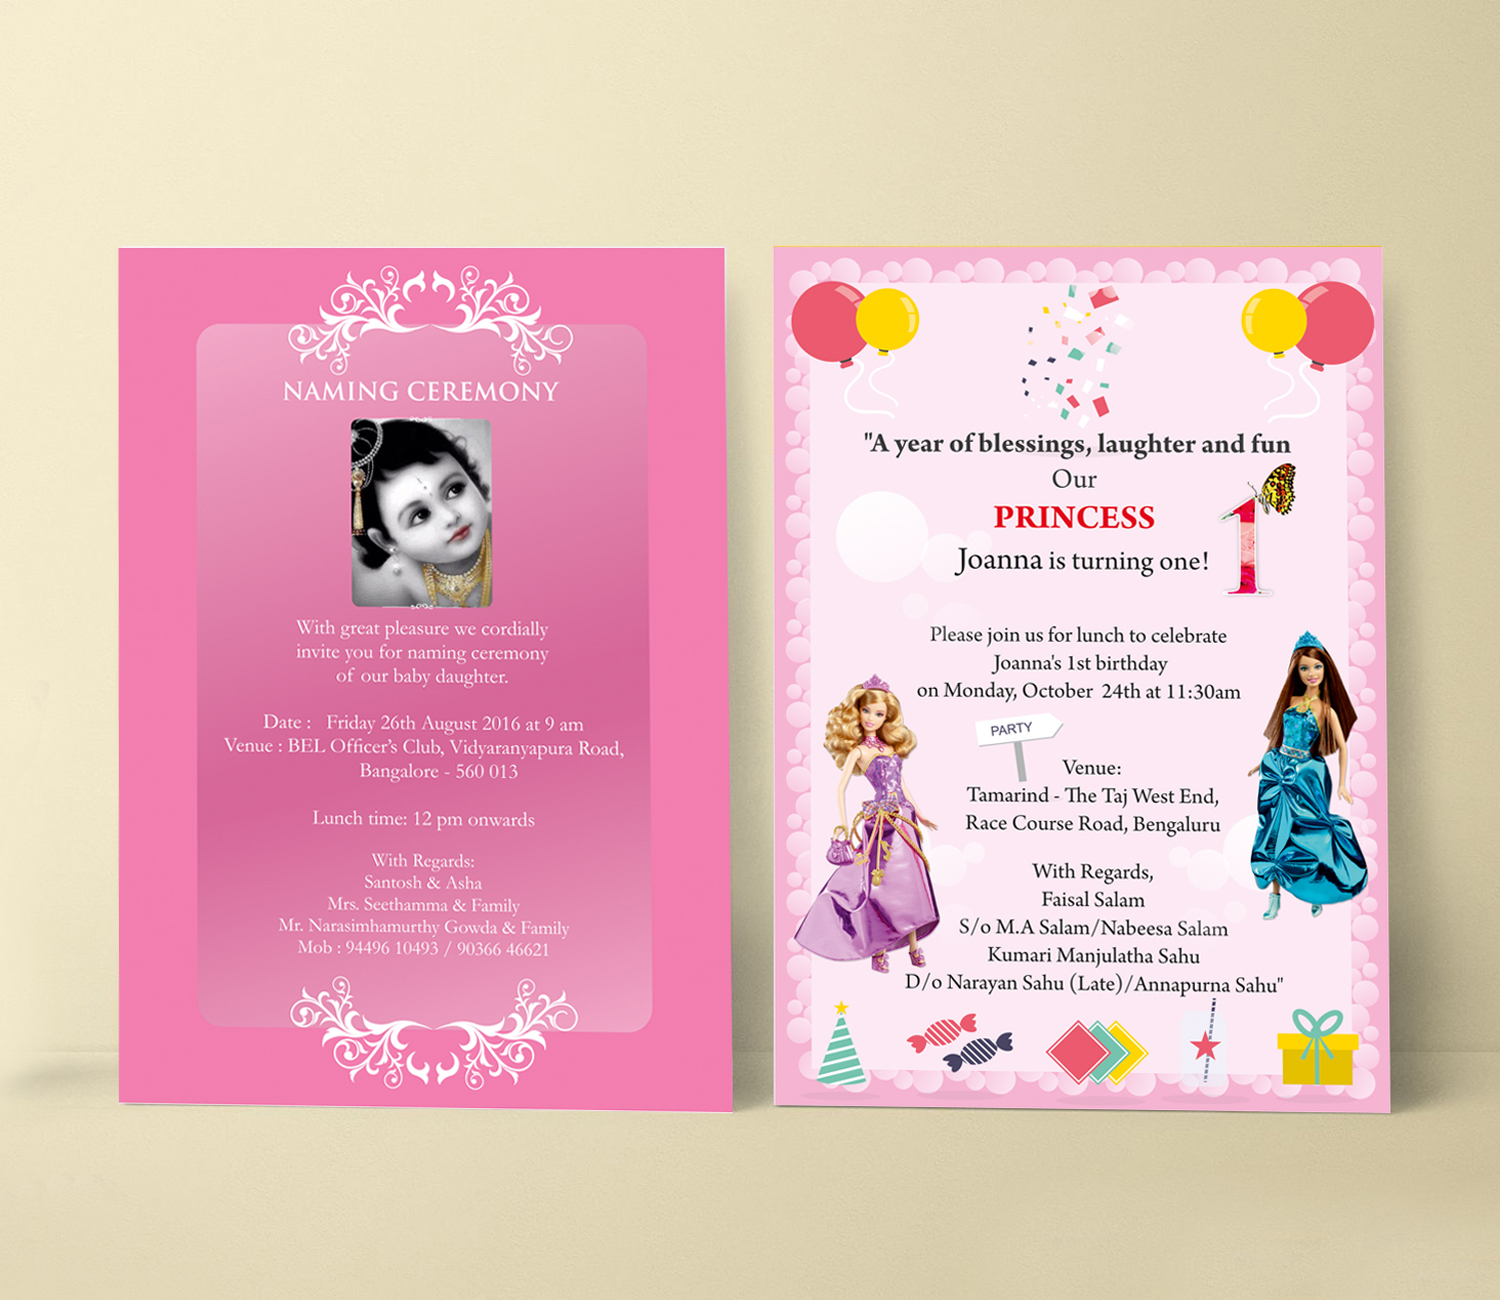 NAMING CEREMONY
With great pleasure we cordially
invite you for naming ceremony
of our baby daughter.
Date : Friday 26th August 2016 at 9 am
Venue : BEL Officer's Club, Vidyaranyapura Road,
Bangalore - 560 013
Lunch time: 12 pm onwards
With Regards:
Santosh & Asha
Mrs. Seethamma & Family
Mr. Narasimhamurthy Gowda & Family
Mob : 94496 10493 / 90366 46621
"A year of blessings, laughter and fun
Our
PRINCESS
Joanna is turning one!
1
Please join us for lunch to celebrate
Joanna's 1st birthday
on Monday, October 24th at 11:30am
PARTY
Venue:
Tamarind - The Taj West End,
Race Course Road, Bengaluru
With Regards,
Faisal Salam
S/o M.A Salam/Nabeesa Salam
Kumari Manjulatha Sahu
D/o Narayan Sahu (Late)/Annapurna Sahu"